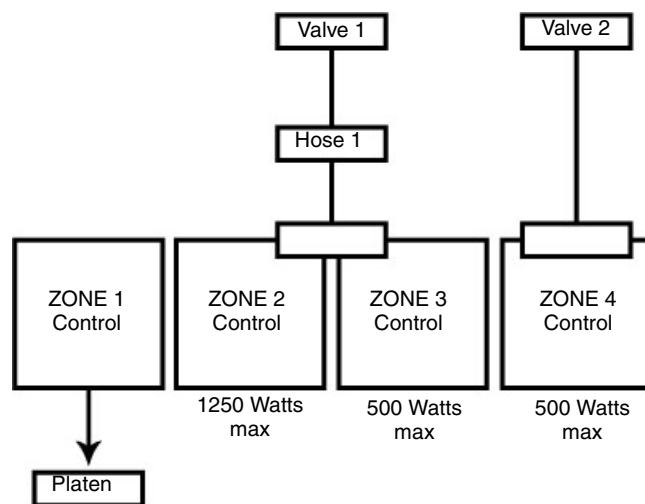 Valve 1
Valve 2
Hose 1
ZONE 1
Control
ZONE 2
Control
ZONE 3
Control
ZONE 4
Control
1250 Watts
max
500 Watts
max
500 Watts
max
Platen